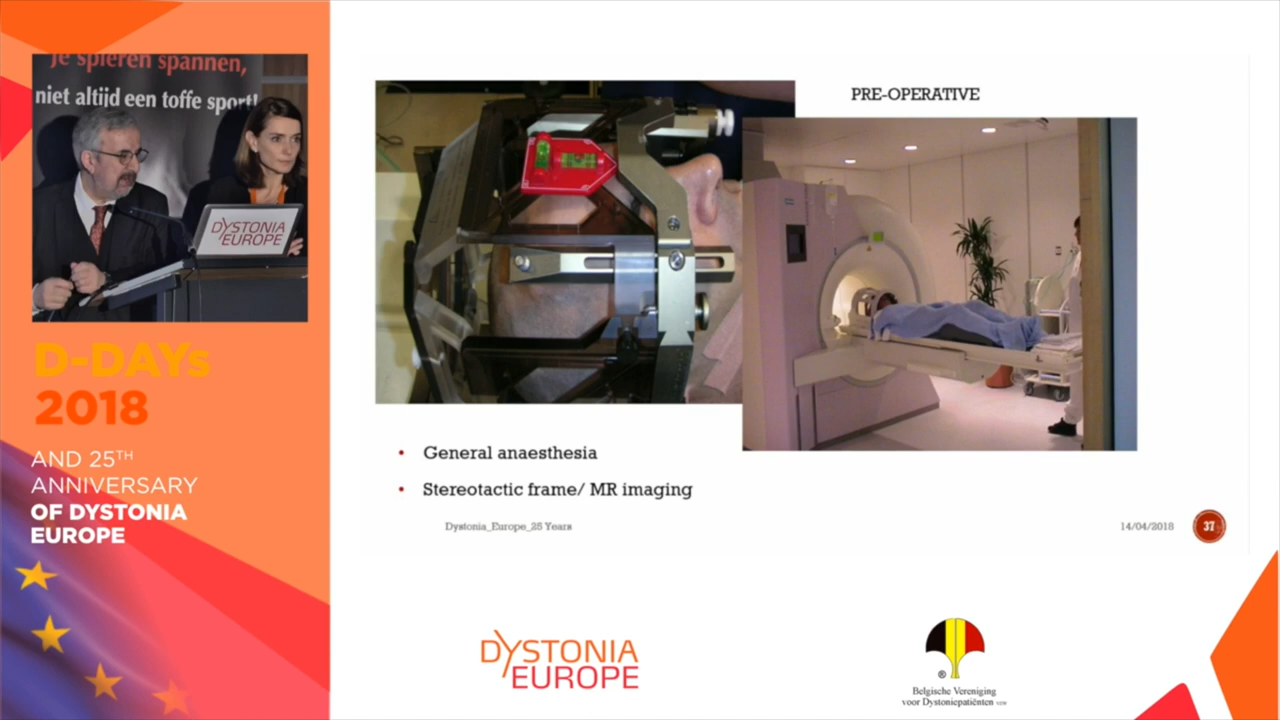 je spieren spannen,
niet altijd een toffe sport!
DYSTONIA
EUROPE
D-DAYs
2018
AND 25TH
ANNIVERSARY
OF DYSTONIA
EUROPE
PRE-OPERATIVE
• General anaesthesia
• Stereotactic frame/ MR imaging
Dystonia_Europe_25 Years
14/04/2018
37
DYSTONIA
EUROPE
®
Belgische Vereniging
voor Dystoniepatiënten vzw